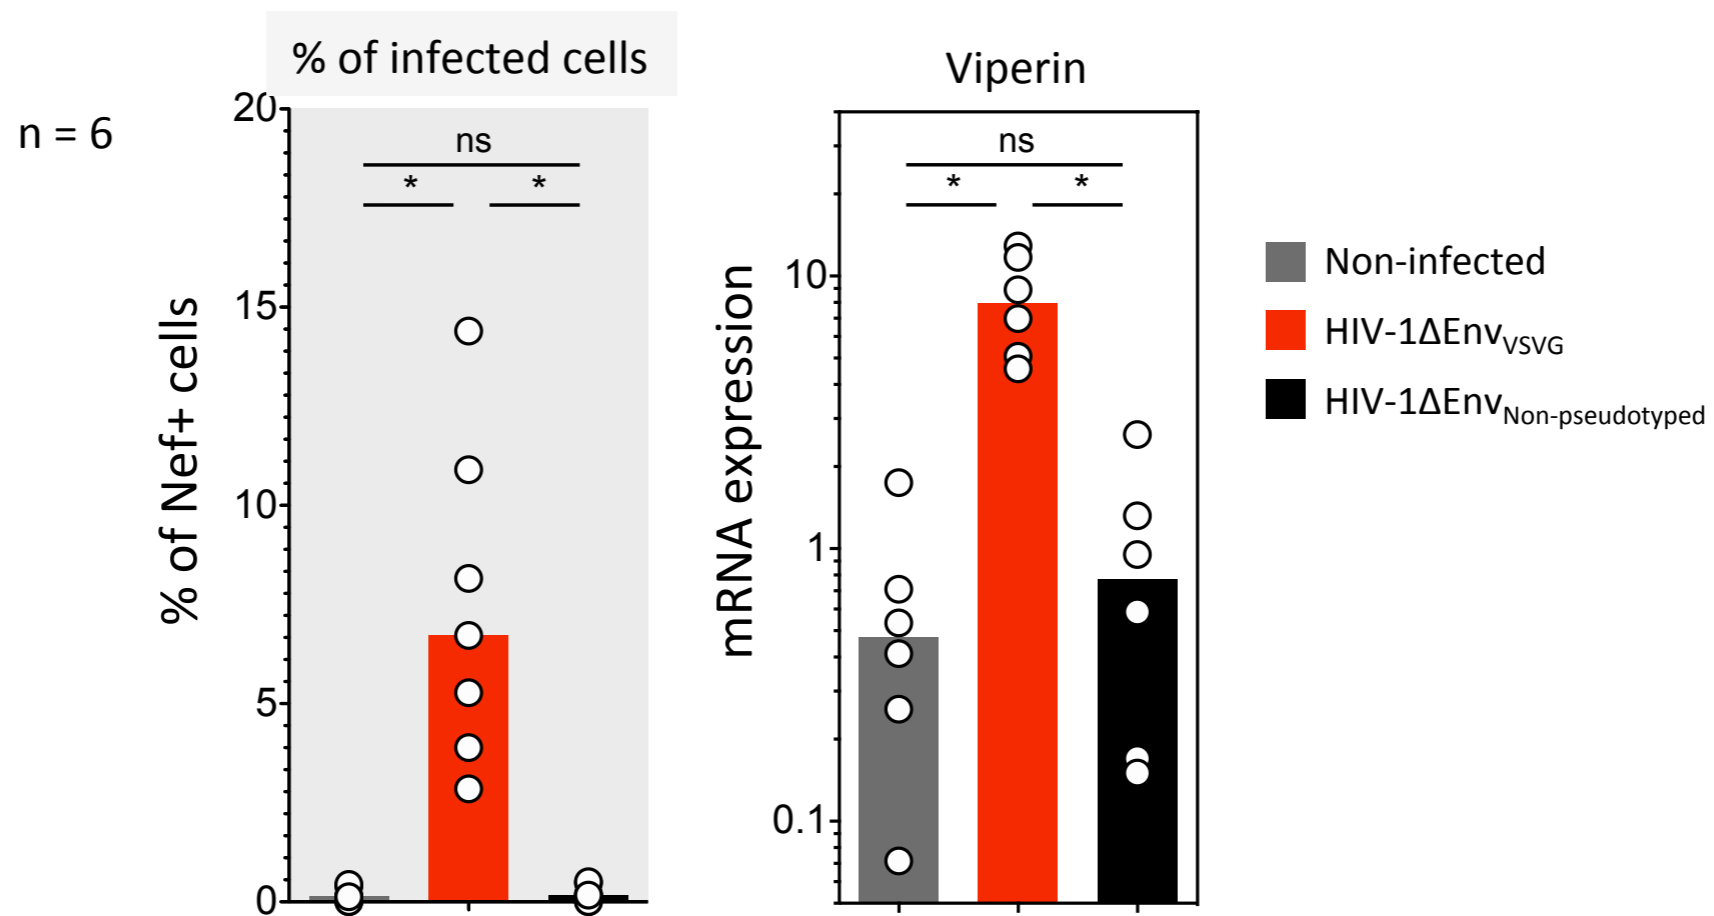 % of infected cells
n = 6
% of Nef+ cells
20
15
10
5
0
ns
*
*
Viperin
mRNA expression
10
1
0.1
ns
*
*
Non-infected
HIV-1ΔEnvVSVG
HIV-1ΔEnvNon-pseudotyped